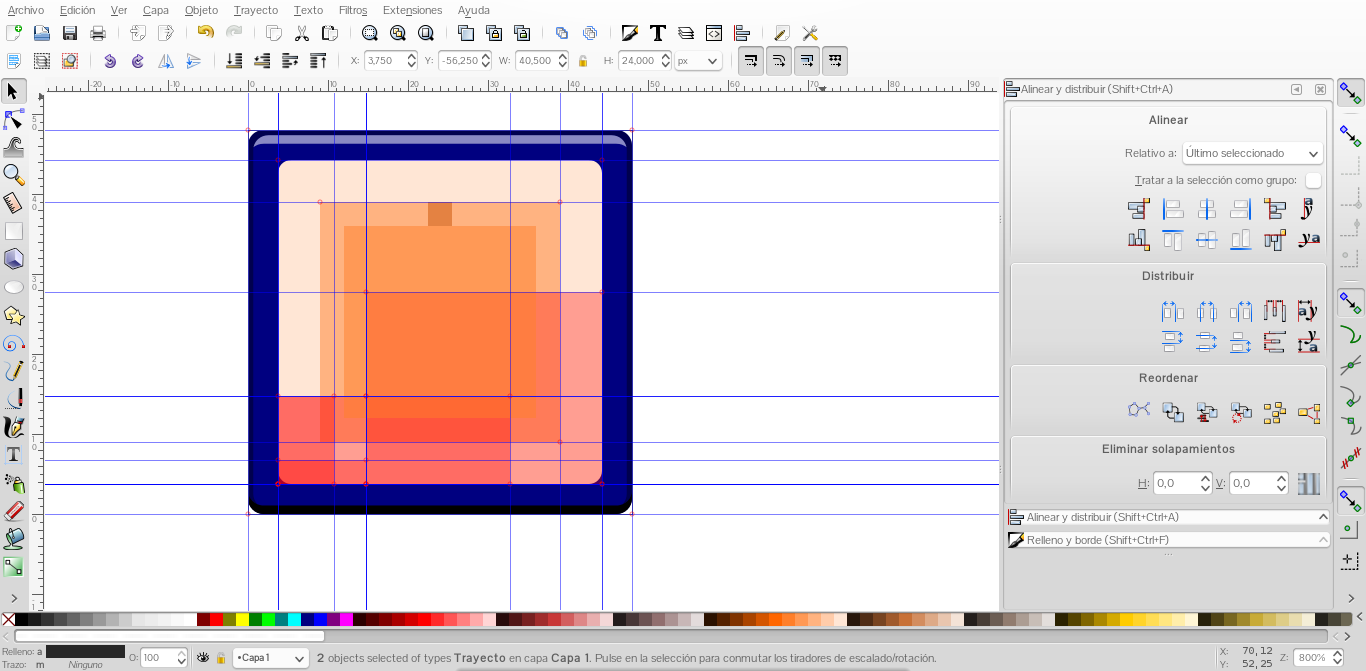 Archivo Edición Ver Capa Objeto Trayecto Texto Filtros Extensiones Ayuda
X: 3,750 Y: -56,250 W: 40,500 H: 24,000 px
-20 -10 0 10 20 30 40 50 60 70 80 90
Alinear y distribuir (Shift+Ctrl+A)
Alinear
Relativo a: Último seleccionado
Tratar a la selección como grupo:
Distribuir
Reordenar
Eliminar solapamientos
H: 0,0 V: 0,0
Alinear y distribuir (Shift+Ctrl+A)
Relleno y borde (Shift+Ctrl+F)
Relleno: a
Trazo: m Ninguno
O: 100
•Capa 1
2 objects selected of types Trayecto en capa Capa 1. Pulse en la selección para conmutar los tiradores de escalado/rotación.
X: 70,12
Y: 52,25
Z: 800%